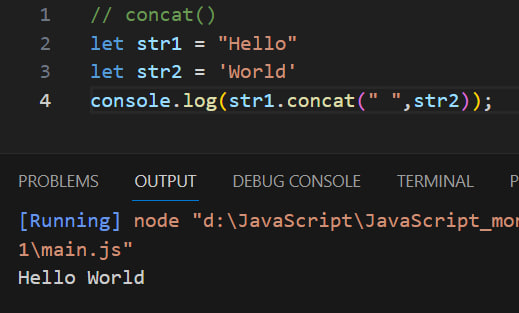 1 // concat()
2 let str1 = "Hello"
3 let str2 = 'World'
4 console.log(str1.concat(" ",str2));
PROBLEMS OUTPUT DEBUG CONSOLE TERMINAL P
[Running] node "d:\JavaScript\JavaScript_mo
1\main.js"
Hello World